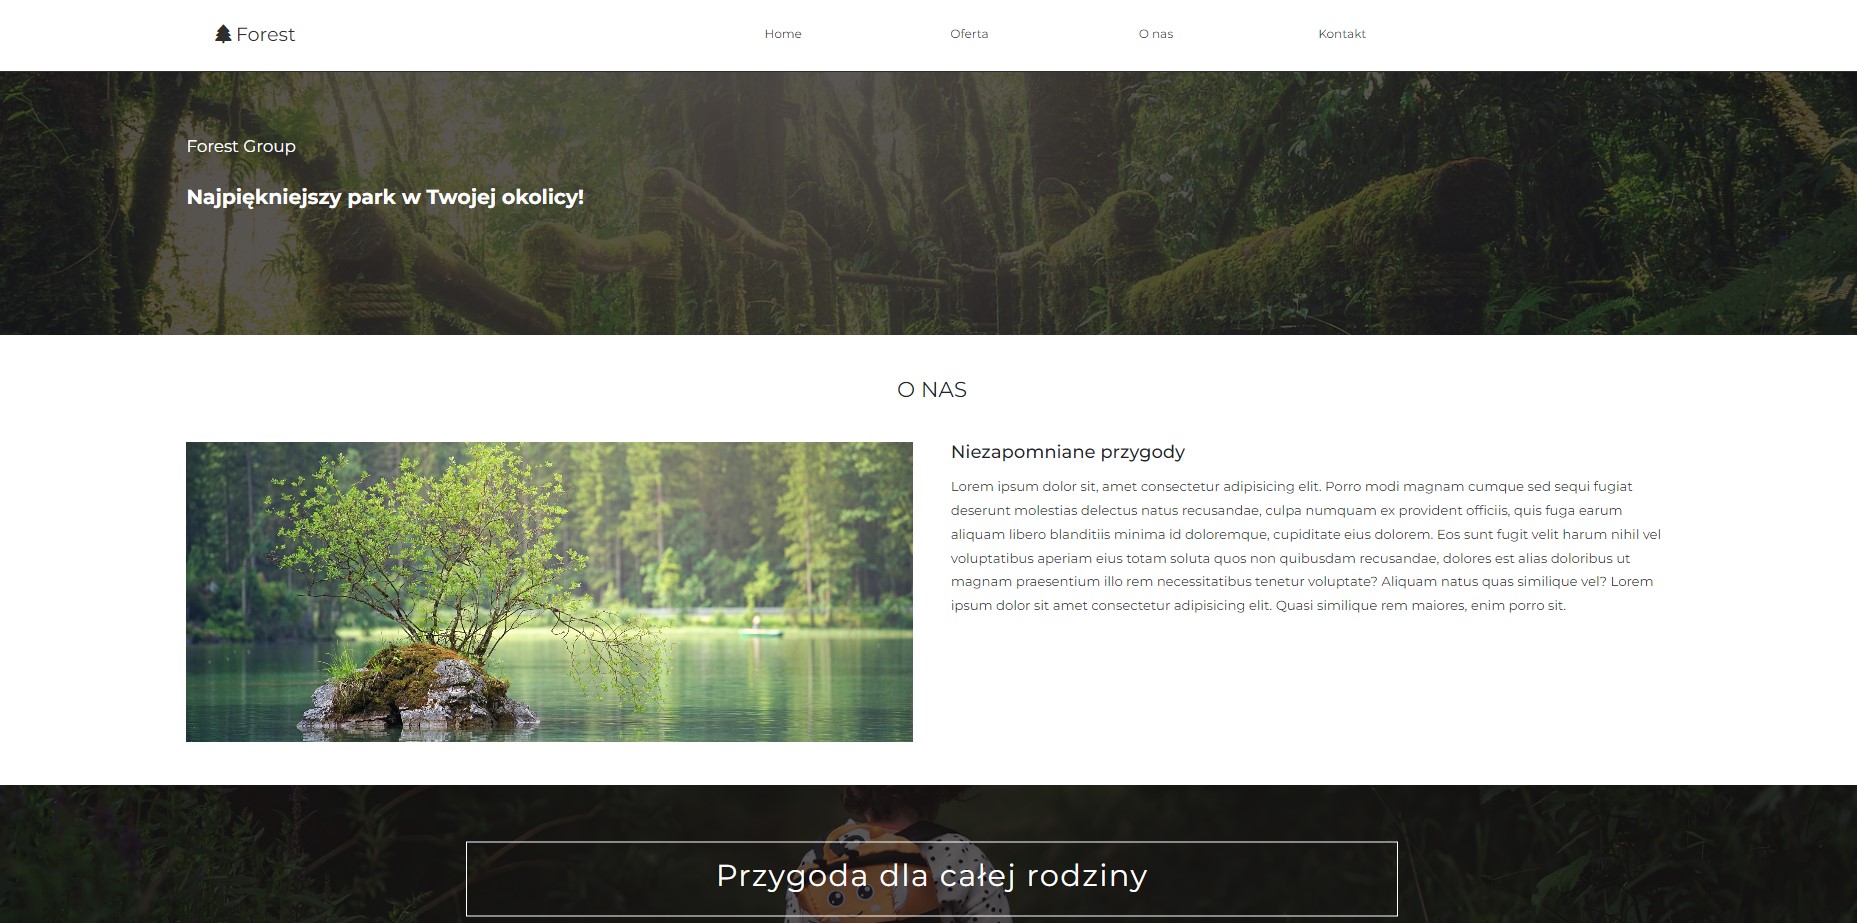 Forest
Home
Oferta
O nas
Kontakt
Forest Group
Najpiękniejszy park w Twojej okolicy!
O NAS
Niezapomniane przygody
Lorem ipsum dolor sit, amet consectetur adipisicing elit. Porro modi magnam cumque sed sequi fugiat
deserunt molestias delectus natus recusandae, culpa numquam ex provident officiis, quis fuga earum
aliquam libero blanditiis minima id doloremque, cupiditate eius dolorem. Eos sunt fugit velit harum nihil vel
voluptatibus aperiam eius totam soluta quos non quibusdam recusandae, dolores est alias doloribus ut
magnam praesentium illo rem necessitatibus tenetur voluptate? Aliquam natus quas similique vel? Lorem
ipsum dolor sit amet consectetur adipisicing elit. Quasi similique rem maiores, enim porro sit.
Przygoda dla całej rodziny